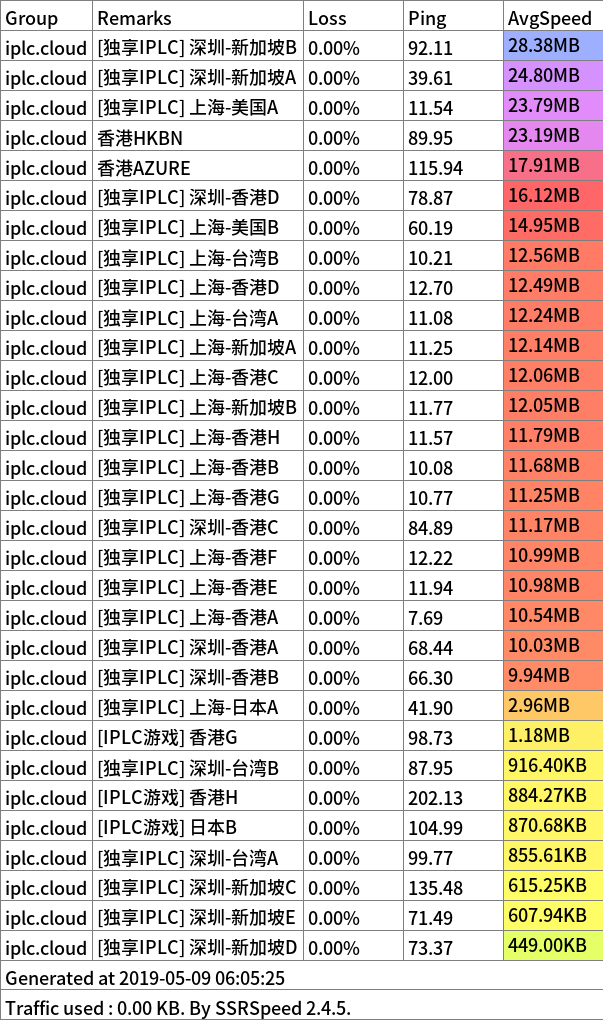 Group Remarks Loss Ping AvgSpeed
iplc.cloud [独享IPLC] 深圳-新加坡B 0.00% 92.11 28.38MB
iplc.cloud [独享IPLC] 深圳-新加坡A 0.00% 39.61 24.80MB
iplc.cloud [独享IPLC] 上海-美国A 0.00% 11.54 23.79MB
iplc.cloud 香港HKBN 0.00% 89.95 23.19MB
iplc.cloud 香港AZURE 0.00% 115.94 17.91MB
iplc.cloud [独享IPLC] 深圳-香港D 0.00% 78.87 16.12MB
iplc.cloud [独享IPLC] 上海-美国B 0.00% 60.19 14.95MB
iplc.cloud [独享IPLC] 上海-台湾B 0.00% 10.21 12.56MB
iplc.cloud [独享IPLC] 上海-香港D 0.00% 12.70 12.49MB
iplc.cloud [独享IPLC] 上海-台湾A 0.00% 11.08 12.24MB
iplc.cloud [独享IPLC] 上海-新加坡A 0.00% 11.25 12.14MB
iplc.cloud [独享IPLC] 上海-香港C 0.00% 12.00 12.06MB
iplc.cloud [独享IPLC] 上海-新加坡B 0.00% 11.77 12.05MB
iplc.cloud [独享IPLC] 上海-香港H 0.00% 11.57 11.79MB
iplc.cloud [独享IPLC] 上海-香港B 0.00% 10.08 11.68MB
iplc.cloud [独享IPLC] 上海-香港G 0.00% 10.77 11.25MB
iplc.cloud [独享IPLC] 深圳-香港C 0.00% 84.89 11.17MB
iplc.cloud [独享IPLC] 上海-香港F 0.00% 12.22 10.99MB
iplc.cloud [独享IPLC] 上海-香港E 0.00% 11.94 10.98MB
iplc.cloud [独享IPLC] 上海-香港A 0.00% 7.69 10.54MB
iplc.cloud [独享IPLC] 深圳-香港A 0.00% 68.44 10.03MB
iplc.cloud [独享IPLC] 深圳-香港B 0.00% 66.30 9.94MB
iplc.cloud [独享IPLC] 上海-日本A 0.00% 41.90 2.96MB
iplc.cloud [IPLC游戏] 香港G 0.00% 98.73 1.18MB
iplc.cloud [独享IPLC] 深圳-台湾B 0.00% 87.95 916.40KB
iplc.cloud [IPLC游戏] 香港H 0.00% 202.13 884.27KB
iplc.cloud [IPLC游戏] 日本B 0.00% 104.99 870.68KB
iplc.cloud [独享IPLC] 深圳-台湾A 0.00% 99.77 855.61KB
iplc.cloud [独享IPLC] 深圳-新加坡C 0.00% 135.48 615.25KB
iplc.cloud [独享IPLC] 深圳-新加坡E 0.00% 71.49 607.94KB
iplc.cloud [独享IPLC] 深圳-新加坡D 0.00% 73.37 449.00KB
Generated at 2019-05-09 06:05:25
Traffic used : 0.00 KB. By SSRSpeed 2.4.5.